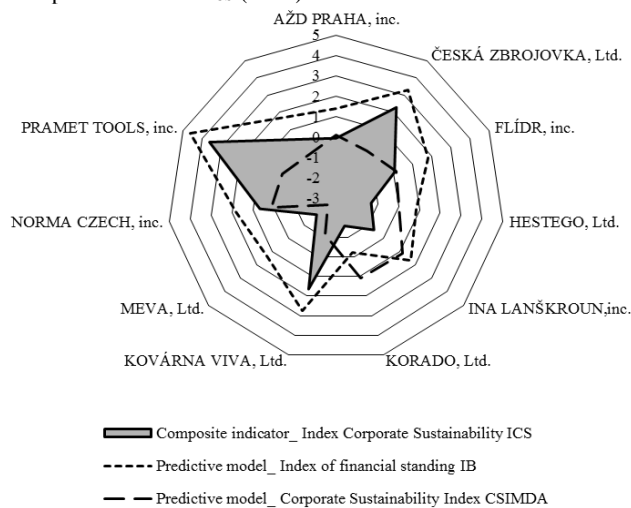 AŽD PRAHA, inc.
5
ČESKÁ ZBROJOVKA, Ltd.
4
3
2
FLÍDR, inc.
1
PRAMET TOOLS, inc.
0
-1
-2
-3
NORMA CZECH, inc.
HESTEGO, Ltd.
MEVA, Ltd.
INA LANŠKROUN,inc.
KOVÁRNA VIVA, Ltd.
KORADO, Ltd.
Composite indicator_ Index Corporate Sustainability ICS
Predictive model_ Index of financial standing IB
Predictive model_ Corporate Sustainability Index CSIMDA